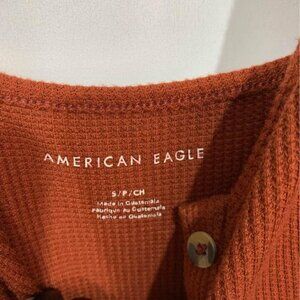 AMERICAN EAGLE
S/P/CH
Made in Guatemala
Fabriqué au Guatemala
Hecho en Guatemala